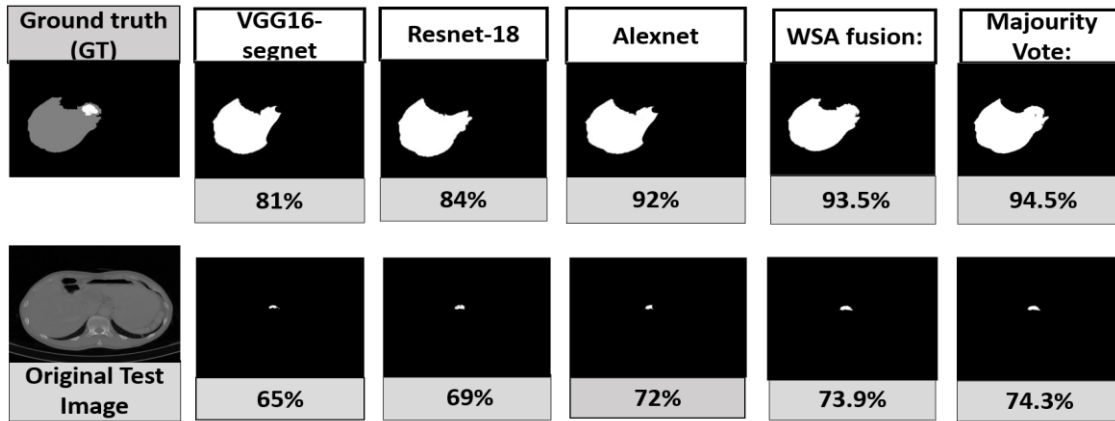 Ground truth
(GT)
VGG16-
segnet
Resnet-18
Alexnet
WSA fusion:
Majourity
Vote:
81%
84%
92%
93.5%
94.5%
Original Test
Image
65%
69%
72%
73.9%
74.3%